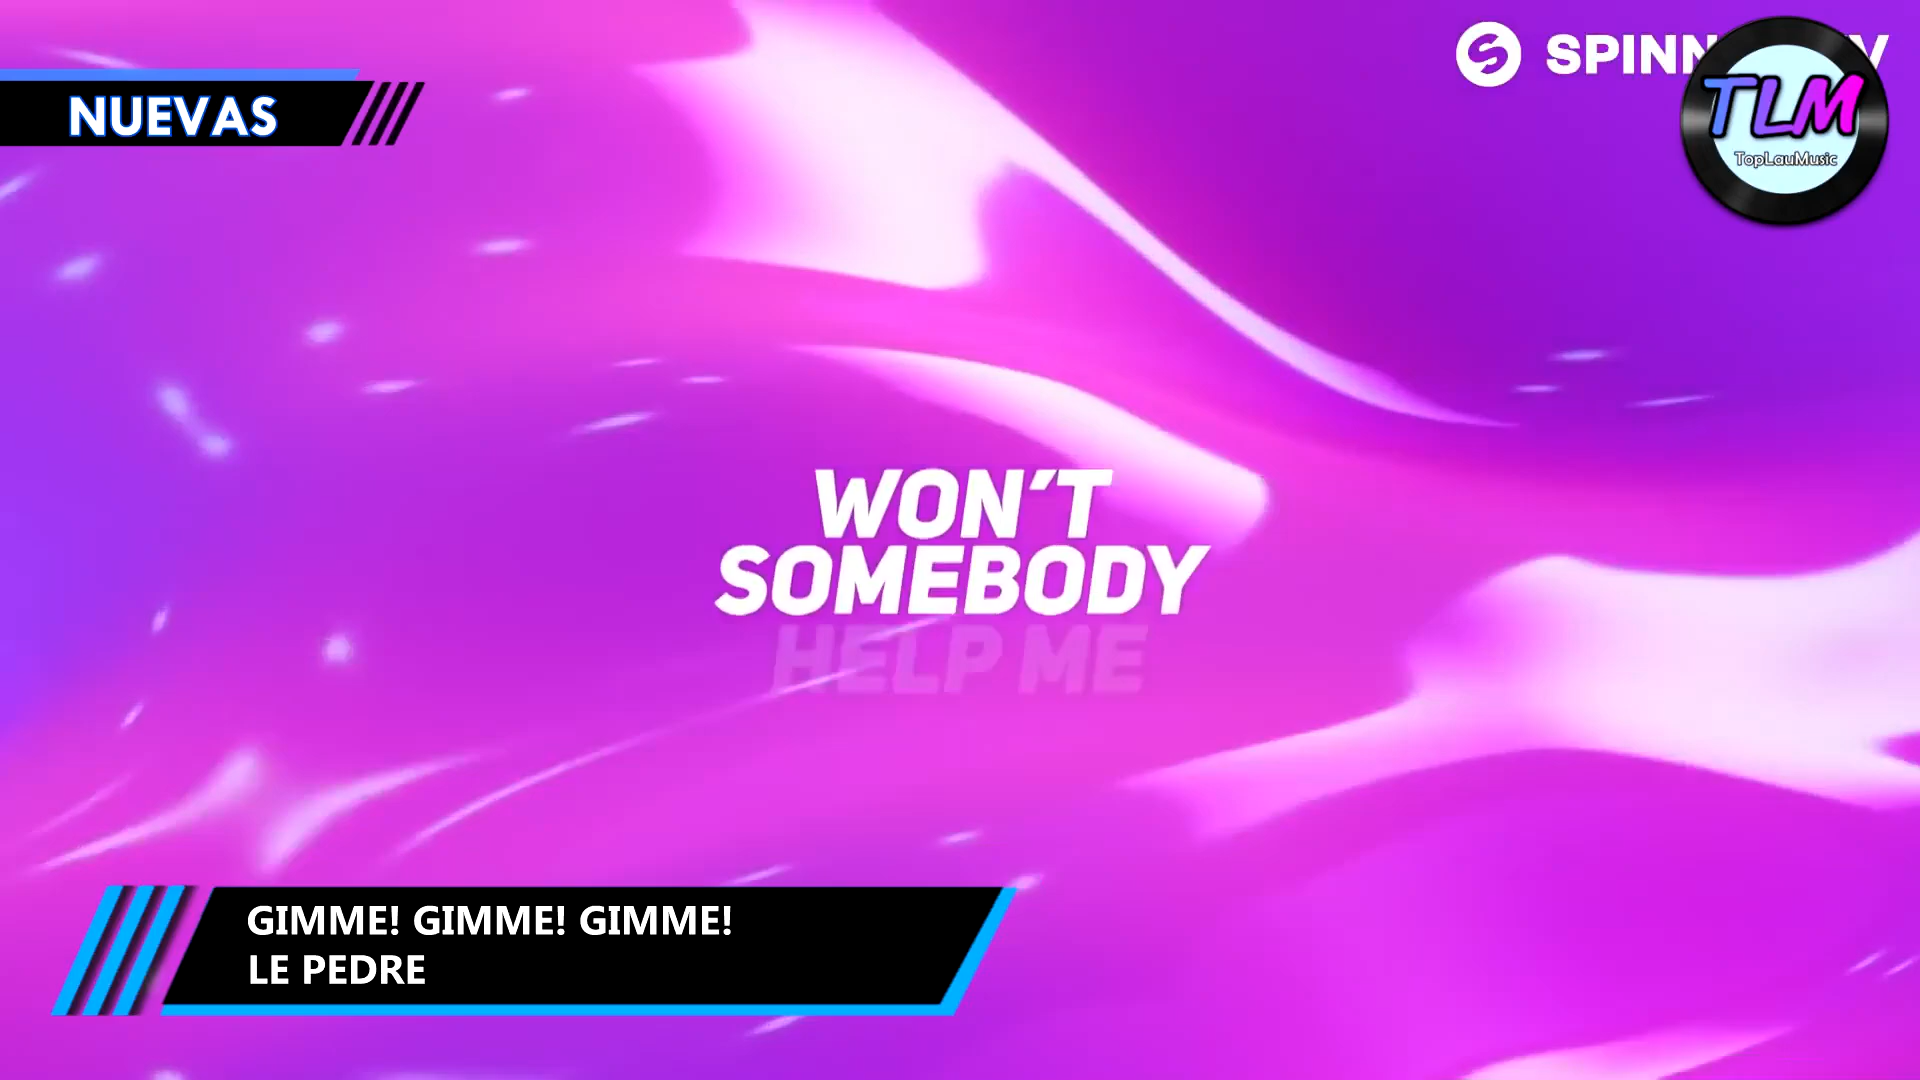 NUEVAS
SPINN
TLM
TopLauMusic
WON'T
SOMEBODY
HELP ME
GIMME! GIMME! GIMME!
LE PEDRE